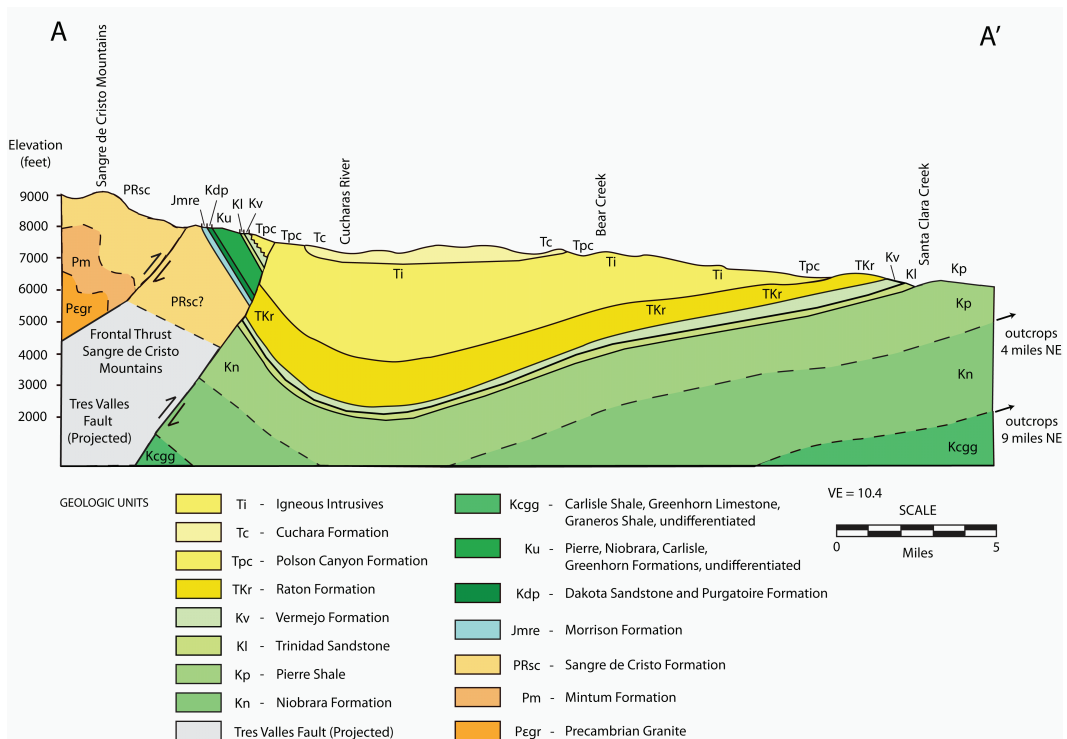 A
A’
Sangre de Cristo Mountains
Elevation
(feet)
9000
8000
7000
6000
5000
4000
3000
2000
PRsc
Jmre
Kdp
Ku
Kl
Kv
Tpc
Tpc
Tc
Cucharas River
Tc
Tpc
Bear Creek
Ti
Ti
Ti
Tpc
TKr
Kv
Kl
Santa Clara Creek
Kp
Pm
Pεgr
PRsc?
TKr
TKr
TKr
Kp
Kn
Kn
Kcgg
Kcgg
Frontal Thrust
Sangre de Cristo
Mountains
Tres Valles
Fault
(Projected)
outcrops
4 miles NE
outcrops
9 miles NE
GEOLOGIC UNITS
Ti - Igneous Intrusives
Tc - Cuchara Formation
Tpc - Polson Canyon Formation
TKr - Raton Formation
Kv - Vermejo Formation
Kl - Trinidad Sandstone
Kp - Pierre Shale
Kn - Niobrara Formation
Tres Valles Fault (Projected)
Kcgg - Carlisle Shale, Greenhorn Limestone,
Graneros Shale, undifferentiated
Ku - Pierre, Niobrara, Carlisle,
Greenhorn Formations, undifferentiated
Kdp - Dakota Sandstone and Purgatoire Formation
Jmre - Morrison Formation
PRsc - Sangre de Cristo Formation
Pm - Mintum Formation
Pεgr - Precambrian Granite
VE = 10.4
SCALE
0 5
Miles